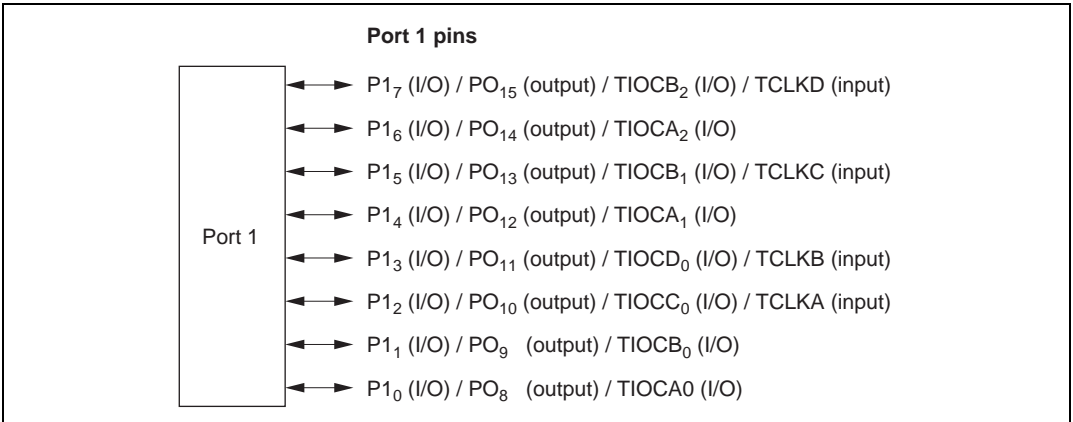 Port 1 pins
P1₇ (I/O) / PO₁₅ (output) / TIOCB₂ (I/O) / TCLKD (input)
P1₆ (I/O) / PO₁₄ (output) / TIOCA₂ (I/O)
P1₅ (I/O) / PO₁₃ (output) / TIOCB₁ (I/O) / TCLKC (input)
P1₄ (I/O) / PO₁₂ (output) / TIOCA₁ (I/O)
Port 1
P1₃ (I/O) / PO₁₁ (output) / TIOCD₀ (I/O) / TCLKB (input)
P1₂ (I/O) / PO₁₀ (output) / TIOCC₀ (I/O) / TCLKA (input)
P1₁ (I/O) / PO₉ (output) / TIOCB₀ (I/O)
P1₀ (I/O) / PO₈ (output) / TIOCA0 (I/O)